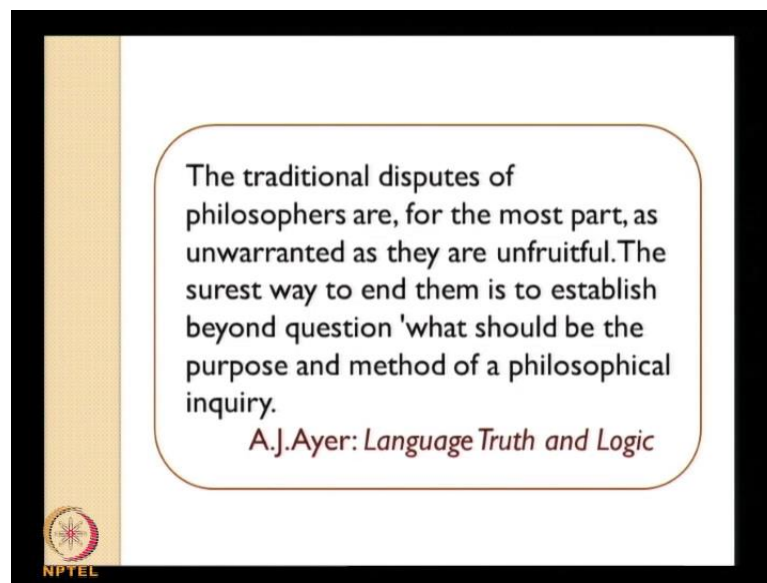 The traditional disputes of
philosophers are, for the most part, as
unwarranted as they are unfruitful. The
surest way to end them is to establish
beyond question 'what should be the
purpose and method of a philosophical
inquiry.
A.J.Ayer: Language Truth and Logic
NPTEL